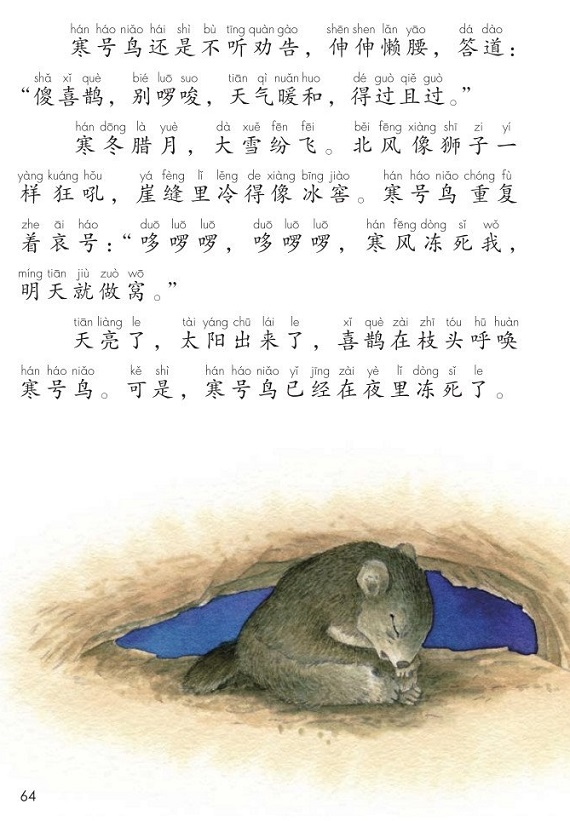 hán háo niǎo hái shì bù tīng quàn gào shēn shen lǎn yāo dá dào
寒号鸟还是不听劝告，伸伸懒腰，答道：
shǎ xǐ què bié luō suo tiān qì nuǎn huo dé guò qiě guò
“傻喜鹊，别啰唆，天气暖和，得过且过。”
hán dōng là yuè dà xuě fēn fēi běi fēng xiàng shī zi yí
寒冬腊月，大雪纷飞。北风像狮子一
yàng kuáng hǒu yá fèng lǐ lěng de xiàng bīng jiào hán háo niǎo chóng fù
样狂吼，崖缝里冷得像冰窖。寒号鸟重复
zhe āi háo duō luō luō duō luō luō hán fēng dòng sǐ wǒ
着哀号：“哆啰啰，哆啰啰，寒风冻死我，
míng tiān jiù zuò wō
明天就做窝。”
tiān liàng le tài yáng chū lái le xǐ què zài zhī tóu hū huàn
天亮了，太阳出来了，喜鹊在枝头呼唤
hán háo niǎo kě shì hán háo niǎo yǐ jīng zài yè lǐ dòng sǐ le
寒号鸟。可是，寒号鸟已经在夜里冻死了。
64